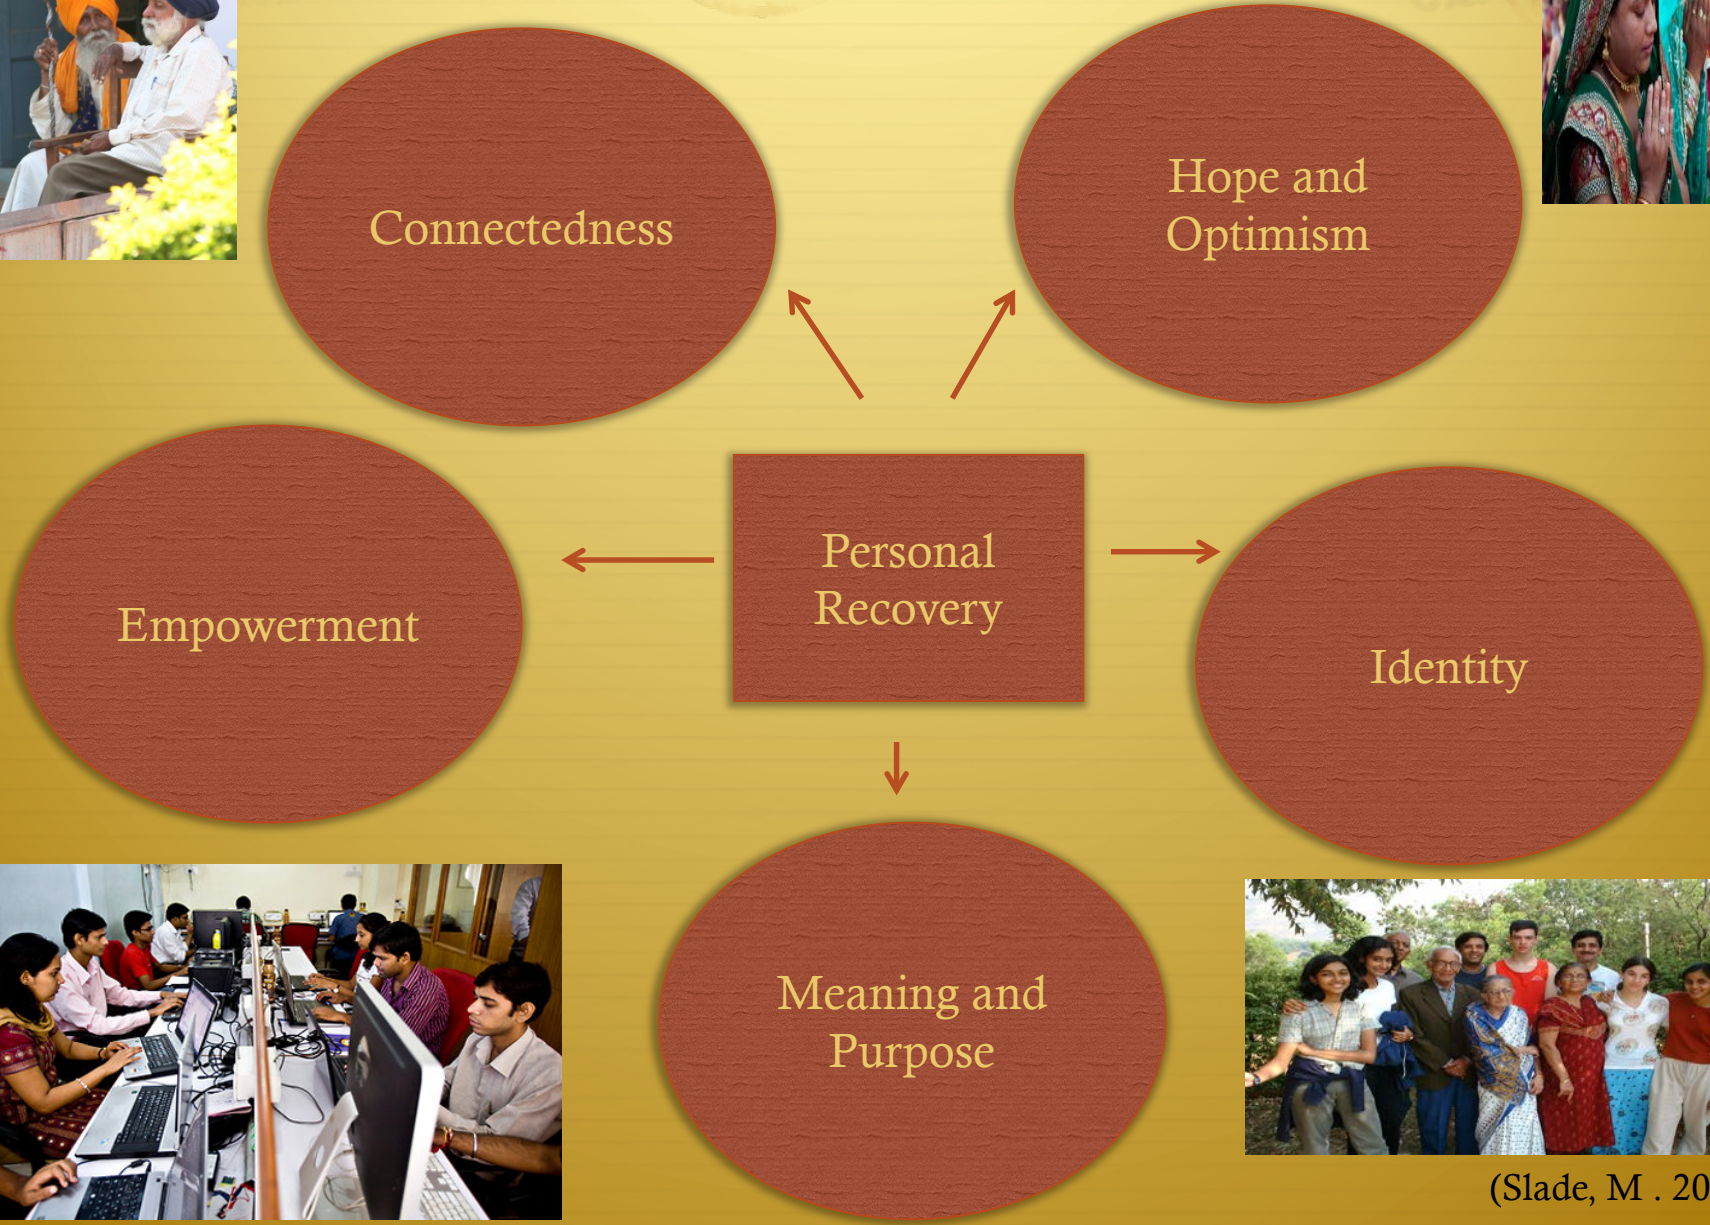 Connectedness
Hope and
Optimism
Personal
Recovery
Empowerment
Identity
Meaning and
Purpose
(Slade, M . 20